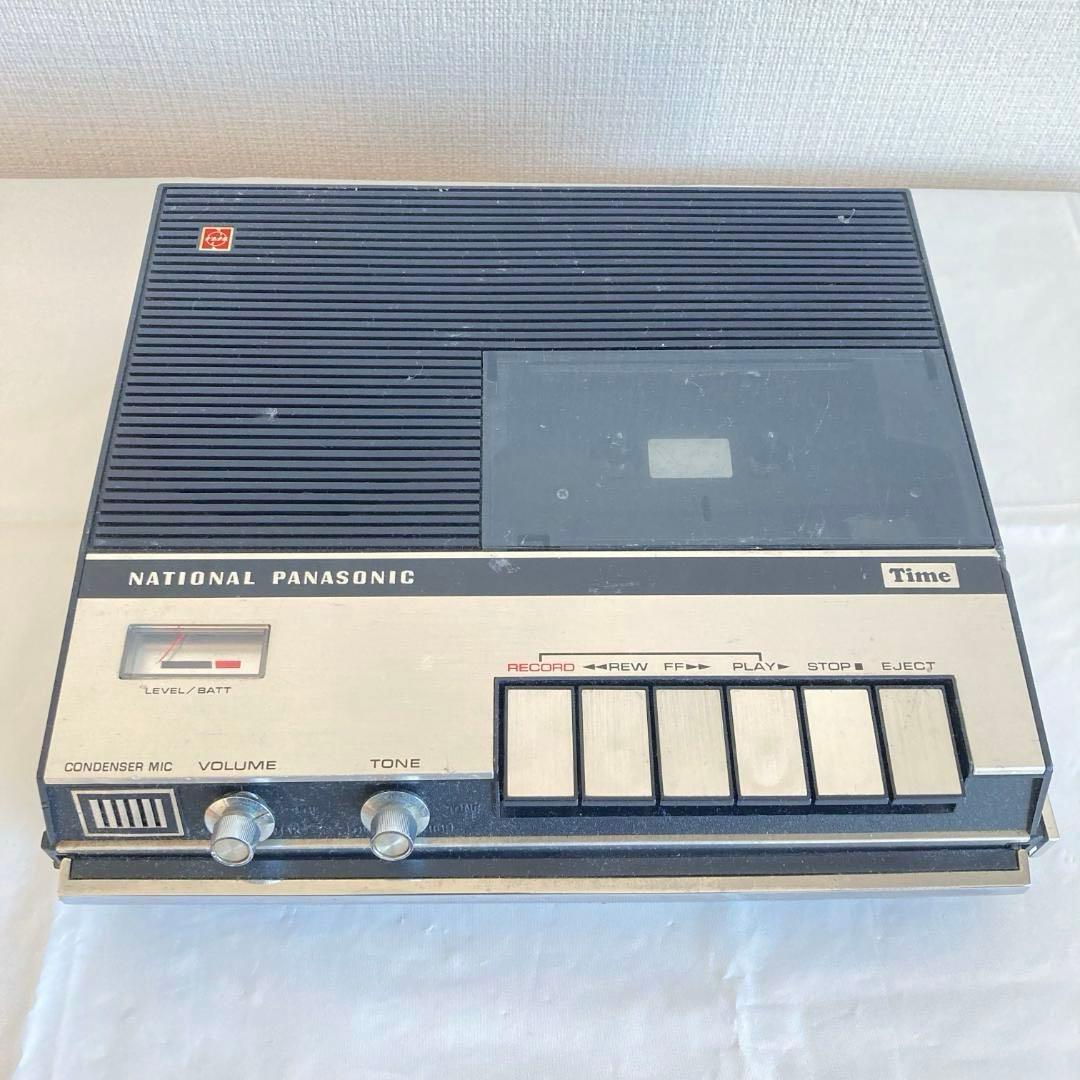 NATIONAL PANASONIC
Time
LEVEL/BATT
RECORD ◀◀REW FF▶▶ PLAY▶ STOP■ EJECT
CONDENSER MIC VOLUME TONE